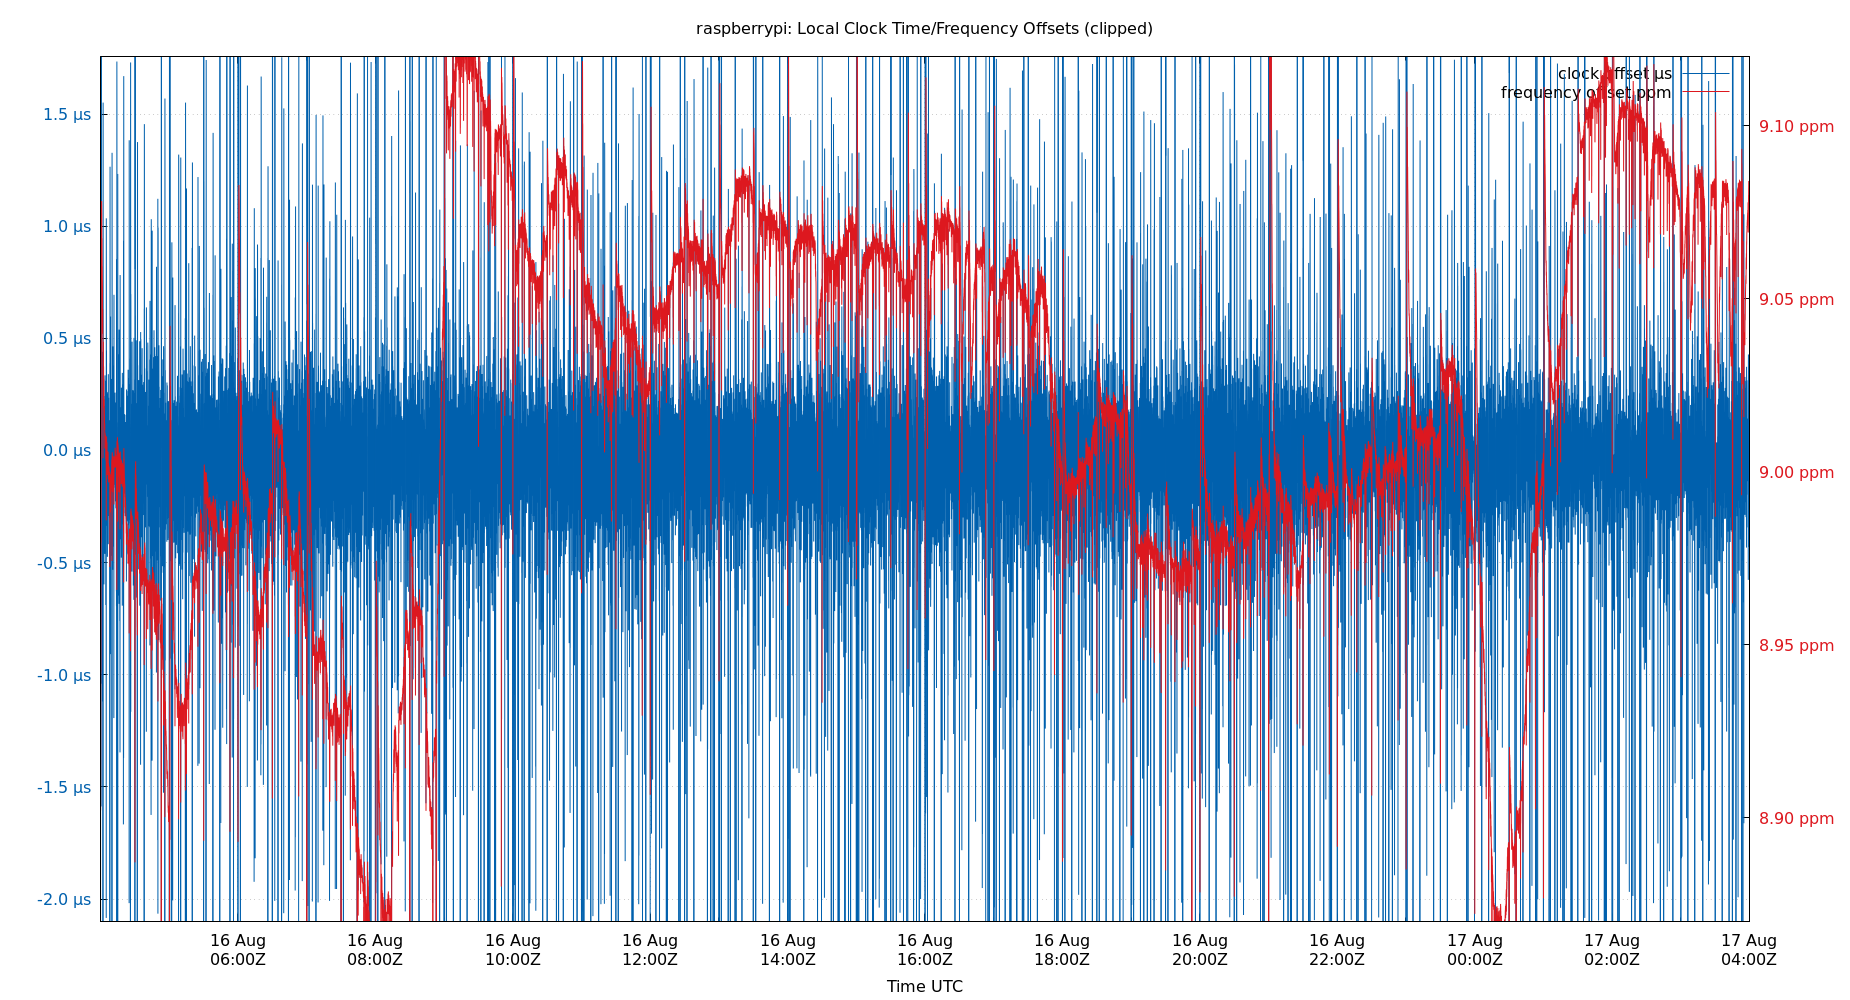 raspberrypi: Local Clock Time/Frequency Offsets (clipped)
clock offset µs
frequency offset ppm
1.5 µs
1.0 µs
0.5 µs
0.0 µs
-0.5 µs
-1.0 µs
-1.5 µs
-2.0 µs
9.10 ppm
9.05 ppm
9.00 ppm
8.95 ppm
8.90 ppm
16 Aug 16 Aug 16 Aug 16 Aug 16 Aug 16 Aug 16 Aug 16 Aug 16 Aug 17 Aug 17 Aug 17 Aug
06:00Z 08:00Z 10:00Z 12:00Z 14:00Z 16:00Z 18:00Z 20:00Z 22:00Z 00:00Z 02:00Z 04:00Z
Time UTC